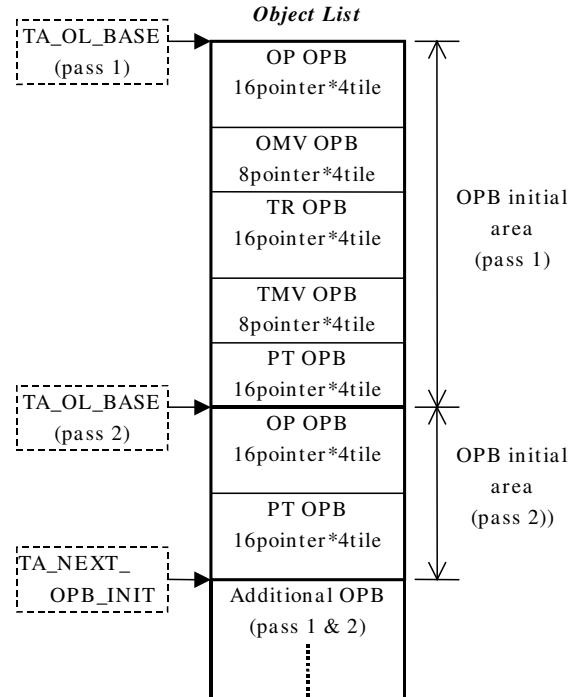 Object List
TA_OL_BASE
(pass 1)
OP OPB
16pointer*4tile
OMV OPB
8pointer*4tile
TR OPB
16pointer*4tile
TMV OPB
8pointer*4tile
PT OPB
16pointer*4tile
OPB initial
area
(pass 1)
TA_OL_BASE
(pass 2)
OP OPB
16pointer*4tile
PT OPB
16pointer*4tile
OPB initial
area
(pass 2))
TA_NEXT_
OPB_INIT
Additional OPB
(pass 1 & 2)